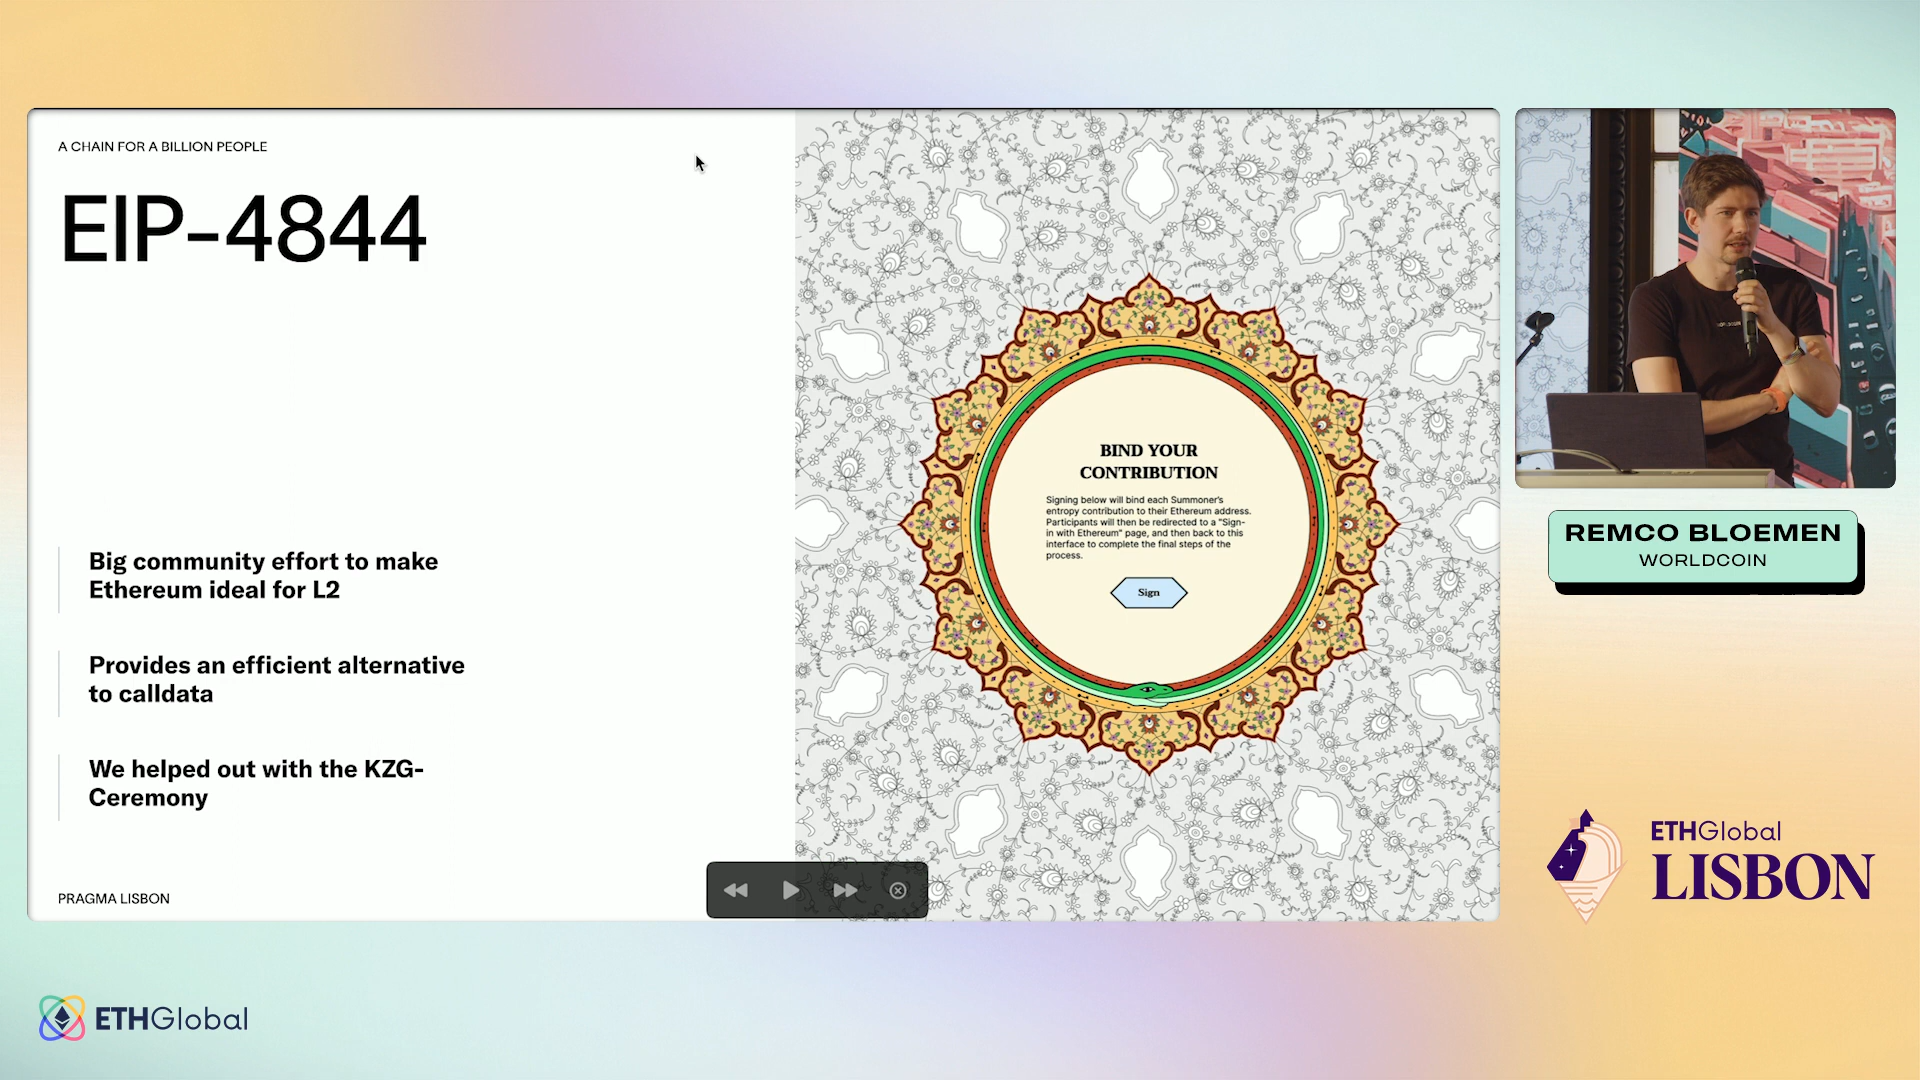 A CHAIN FOR A BILLION PEOPLE
EIP-4844
Big community effort to make
Ethereum ideal for L2
Provides an efficient alternative
to calldata
We helped out with the KZG-
Ceremony
PRAGMA LISBON
BIND YOUR
CONTRIBUTION
Signing below will bind each Summoner's
entropy contribution to their Ethereum address.
Participants will then be redirected to a "Sign-
in with Ethereum" page, and then back to this
interface to complete the final steps of the
process.
Sign
REMCO BLOEMEN
WORLDCOIN
ETHGlobal
LISBON
ETHGlobal